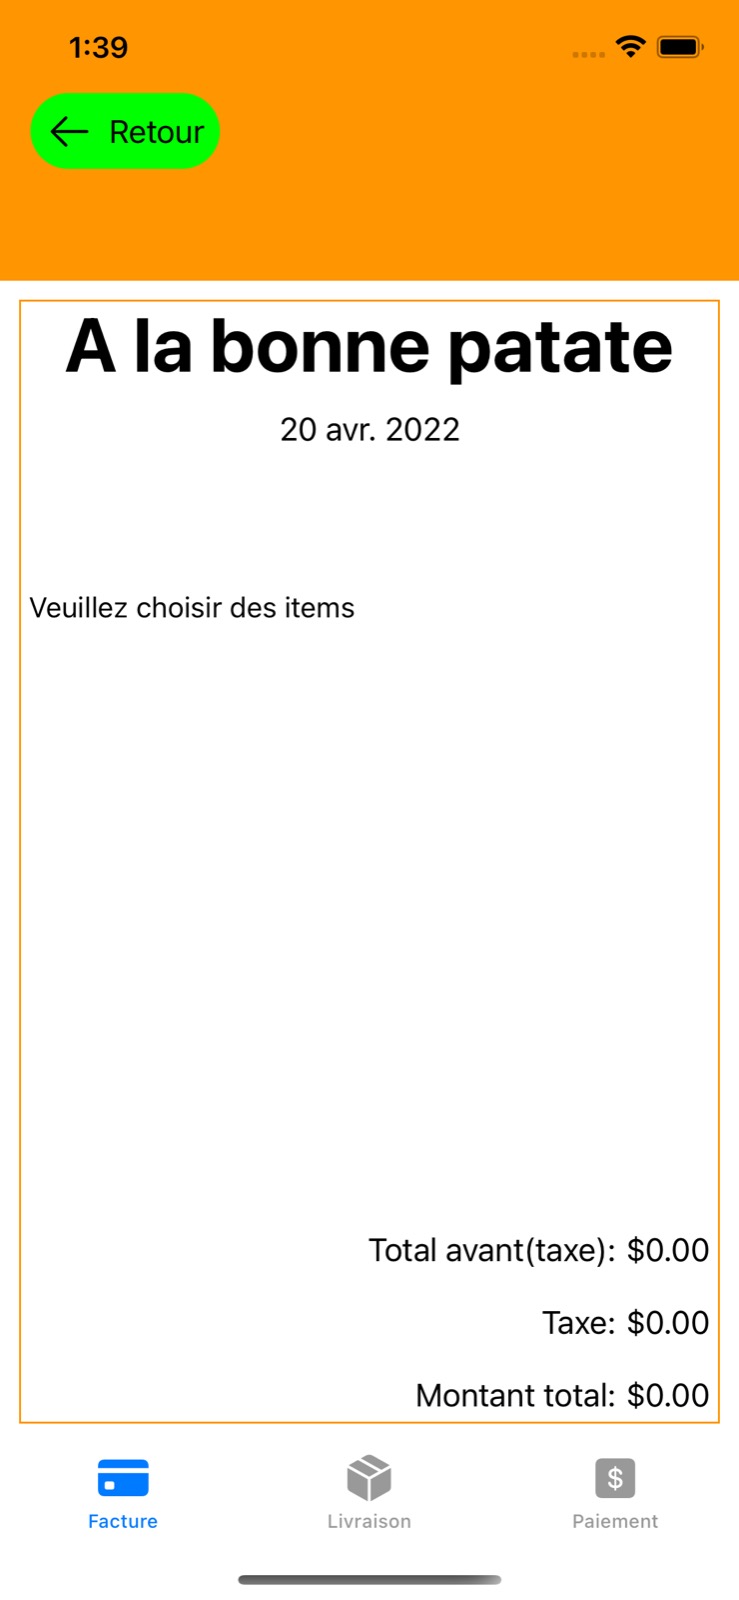 1:39
Retour
A la bonne patate
20 avr. 2022
Veuillez choisir des items
Total avant(taxe): $0.00
Taxe: $0.00
Montant total: $0.00
$
Facture Livraison Paiement